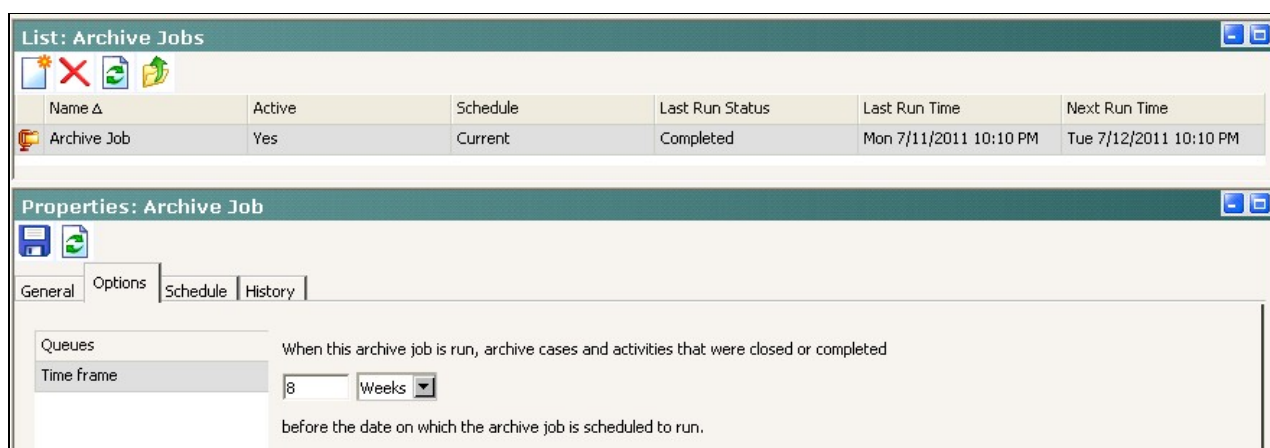 List: Archive Jobs
Name Active Schedule Last Run Status Last Run Time Next Run Time
Archive Job Yes Current Completed Mon 7/11/2011 10:10 PM Tue 7/12/2011 10:10 PM
Properties: Archive Job
General Options Schedule History
Queues
Time frame
When this archive job is run, archive cases and activities that were closed or completed
8 Weeks
before the date on which the archive job is scheduled to run.